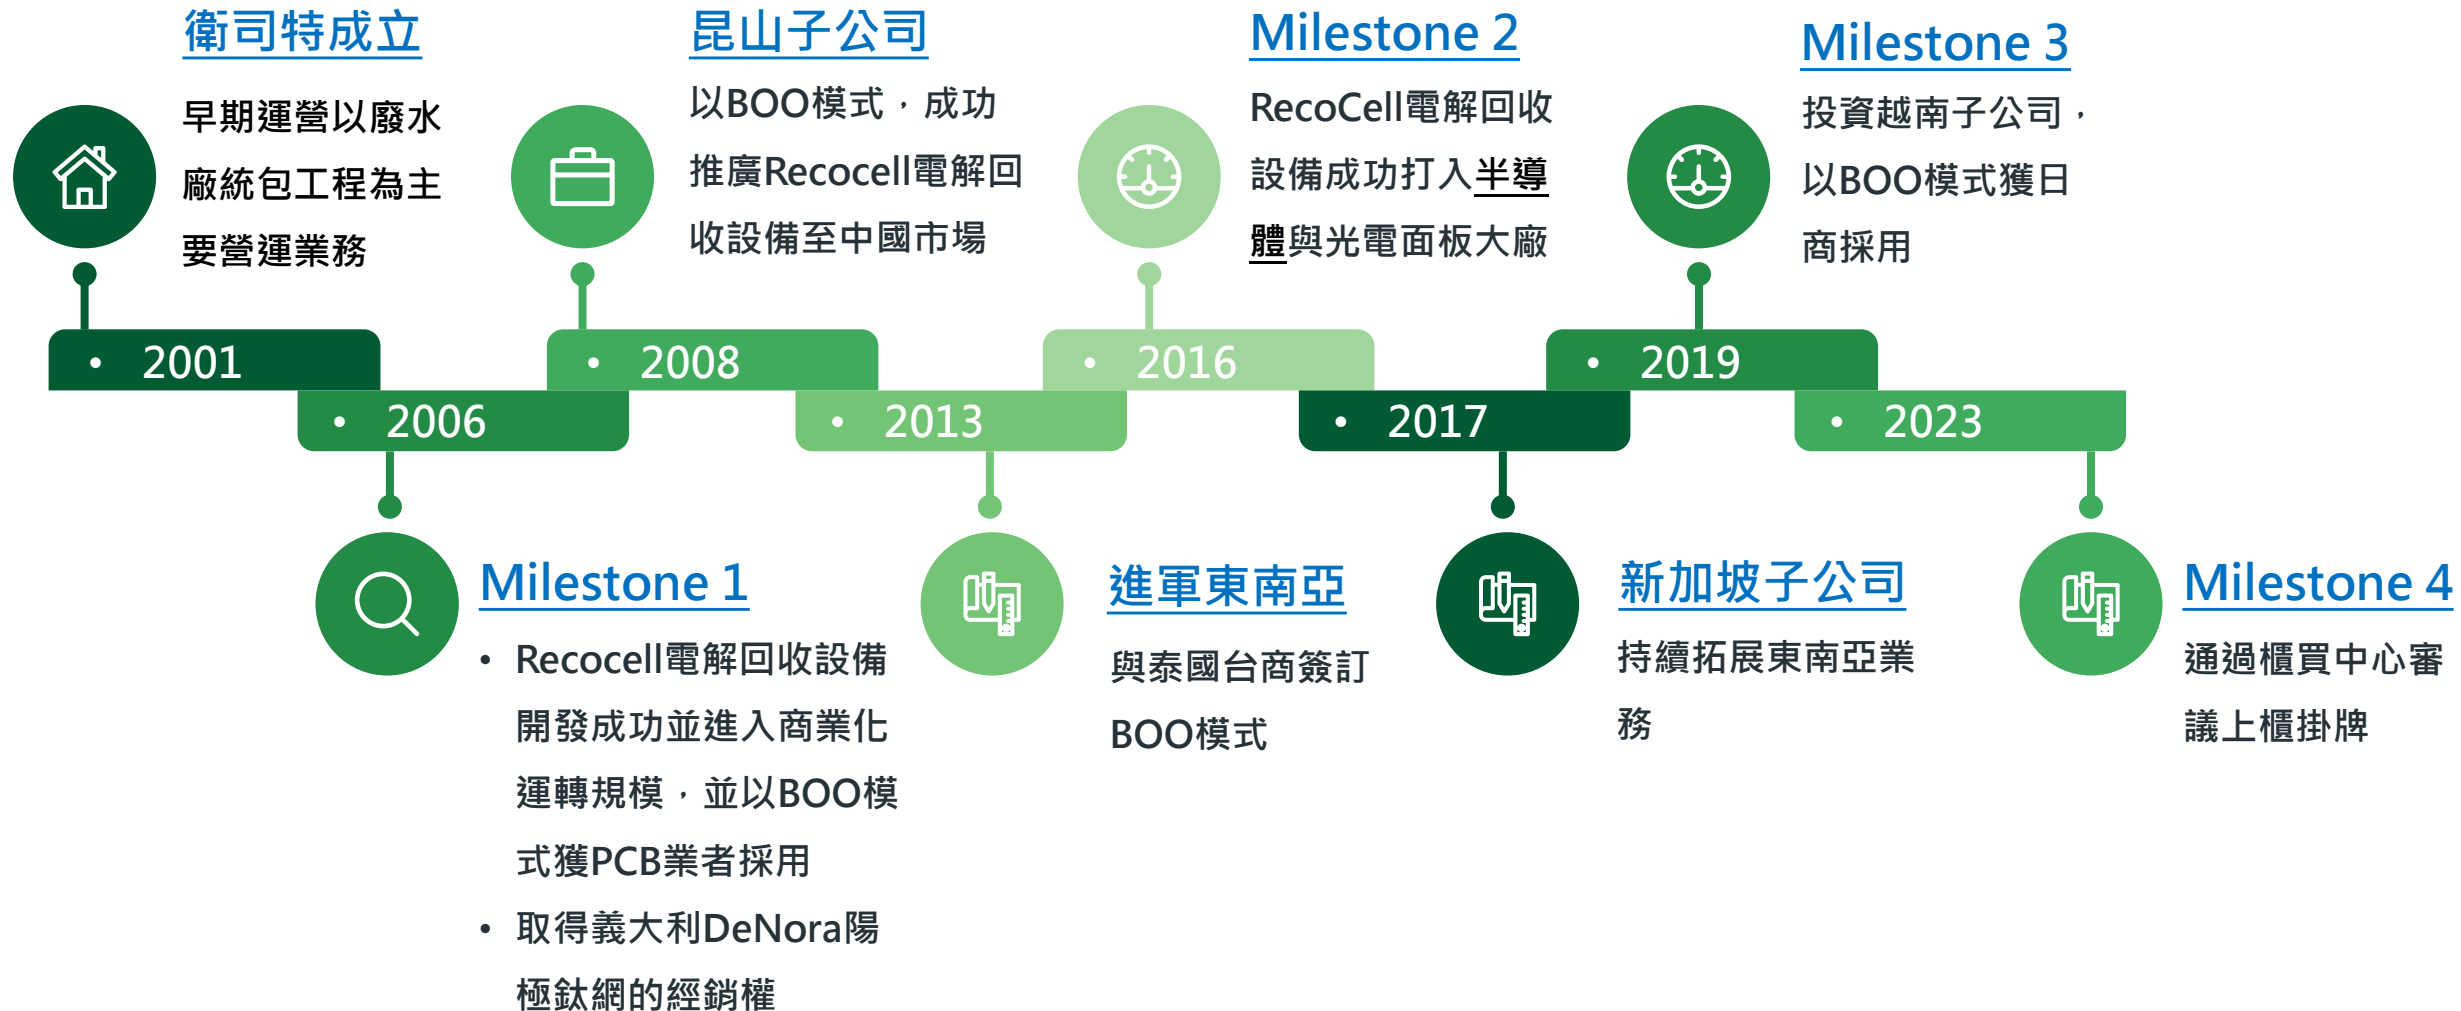 衛司特成立
早期運營以廢水
廠統包工程為主
要營運業務
昆山子公司
以BOO模式，成功
推廣Recocell電解回
收設備至中國市場
Milestone 2
RecoCell電解回收
設備成功打入半導
體與光電面板大廠
Milestone 3
投資越南子公司，
以BOO模式獲日
商採用
• 2001
• 2008
• 2016
• 2019
• 2006
• 2013
• 2017
• 2023
Milestone 1
• Recocell電解回收設備
開發成功並進入商業化
運轉規模，並以BOO模
式獲PCB業者採用
• 取得義大利DeNora陽
極鈦網的經銷權
進軍東南亞
與泰國台商簽訂
BOO模式
新加坡子公司
持續拓展東南亞業
務
Milestone 4
通過櫃買中心審
議上櫃掛牌